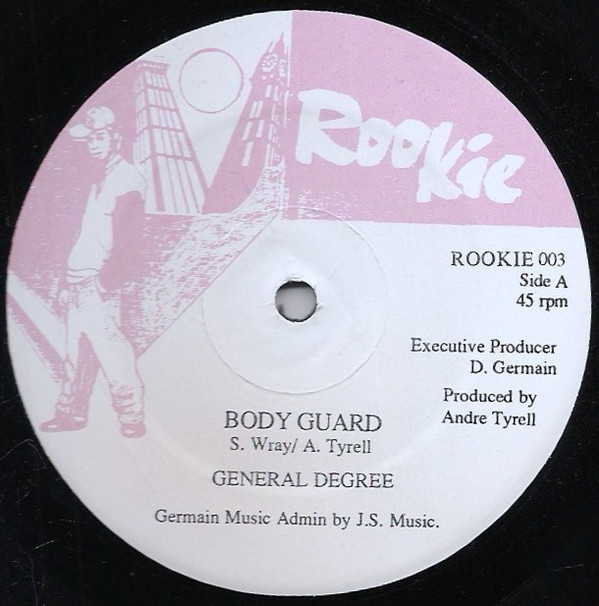 Rookie
ROOKIE 003
Side A
45 rpm
Executive Producer
D. Germain
Produced by
Andre Tyrell
BODY GUARD
S. Wray/ A. Tyrell
GENERAL DEGREE
Germain Music Admin by J.S. Music.